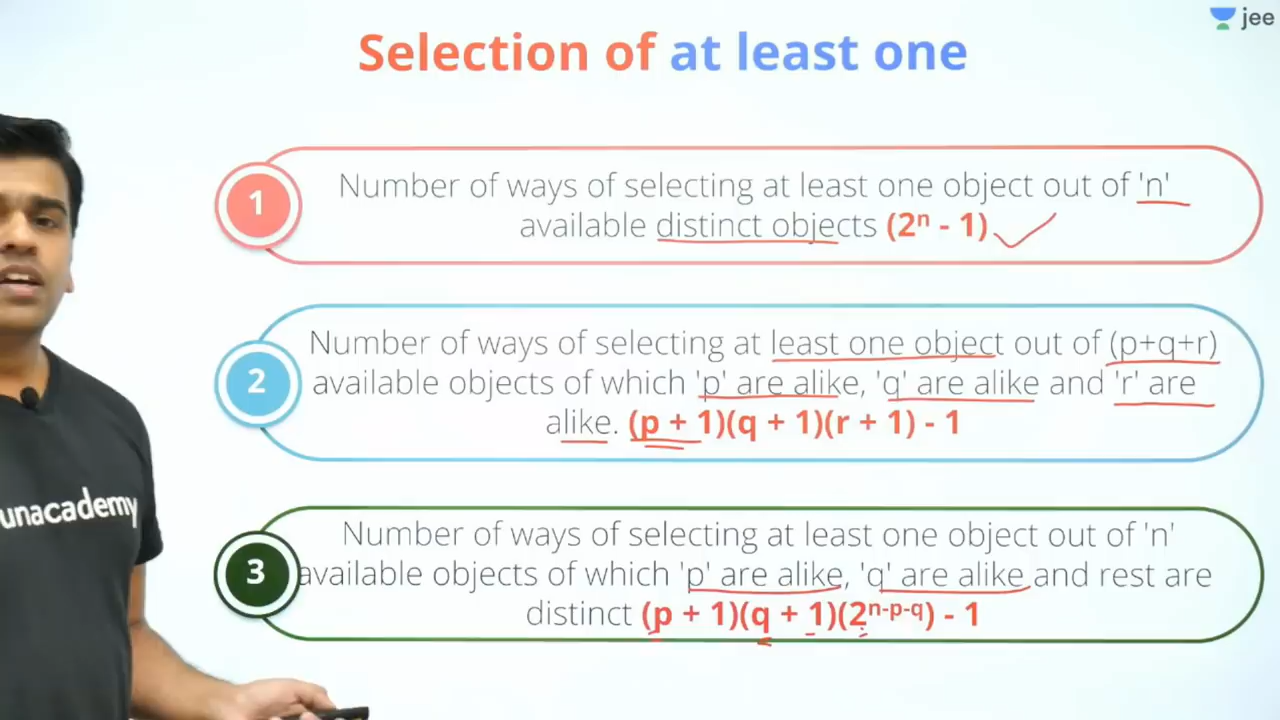 jee
Selection of at least one
1
Number of ways of selecting at least one object out of 'n'
available distinct objects (2ⁿ - 1)
2
Number of ways of selecting at least one object out of (p+q+r)
available objects of which 'p' are alike, 'q' are alike and 'r' are
alike. (p + 1)(q + 1)(r + 1) - 1
3
Number of ways of selecting at least one object out of 'n'
available objects of which 'p' are alike, 'q' are alike and rest are
distinct (p + 1)(q + 1)(2ⁿ⁻ᵖ⁻q) - 1
unacademy